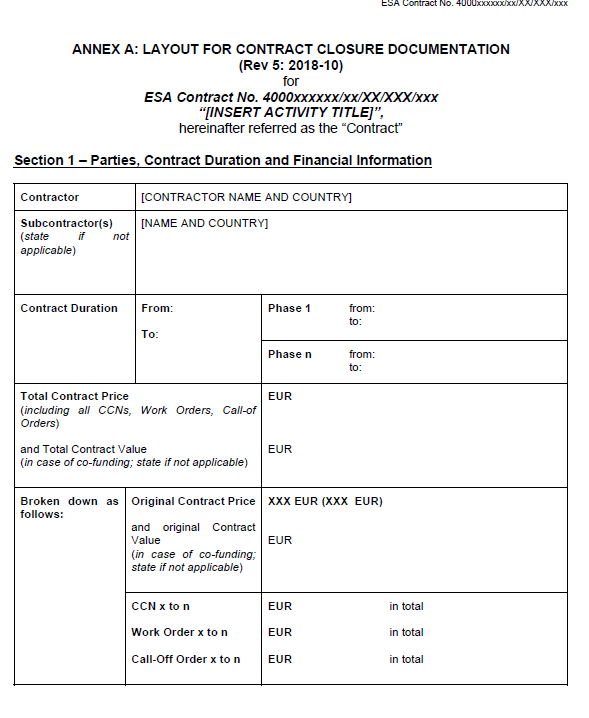 ESA Contract No. 4000xxxxxx/xx/XX/XXX/xxx
ANNEX A: LAYOUT FOR CONTRACT CLOSURE DOCUMENTATION
(Rev 5: 2018-10)
for
ESA Contract No. 4000xxxxxx/xx/XX/XXX/xxx
“[INSERT ACTIVITY TITLE]”,
hereinafter referred as the “Contract”
Section 1 – Parties, Contract Duration and Financial Information
Contractor [CONTRACTOR NAME AND COUNTRY]
Subcontractor(s) [NAME AND COUNTRY]
(state if not
applicable)
Contract Duration From: Phase 1 from:
to:
To:
Phase n from:
to:
Total Contract Price EUR
(including all CCNs, Work Orders, Call-of
Orders)
and Total Contract Value EUR
(in case of co-funding; state if not applicable)
Broken down as Original Contract Price XXX EUR (XXX EUR)
follows:
and original Contract
Value EUR
(in case of co-funding;
state if not applicable)
CCN x to n EUR in total
Work Order x to n EUR in total
Call-Off Order x to n EUR in total